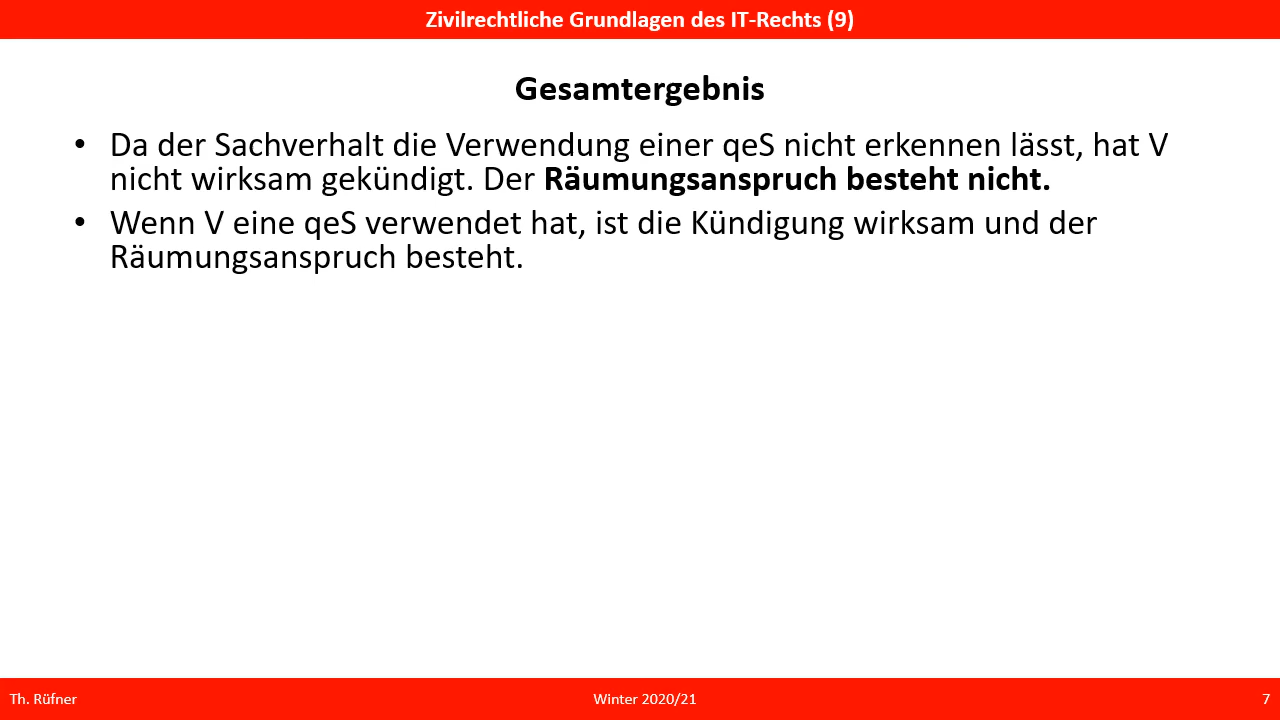 Zivilrechtliche Grundlagen des IT-Rechts (9)
Gesamtergebnis
• Da der Sachverhalt die Verwendung einer qeS nicht erkennen lässt, hat V
nicht wirksam gekündigt. Der Räumungsanspruch besteht nicht.
• Wenn V eine qeS verwendet hat, ist die Kündigung wirksam und der
Räumungsanspruch besteht.
Th. Rüfner
Winter 2020/21
7